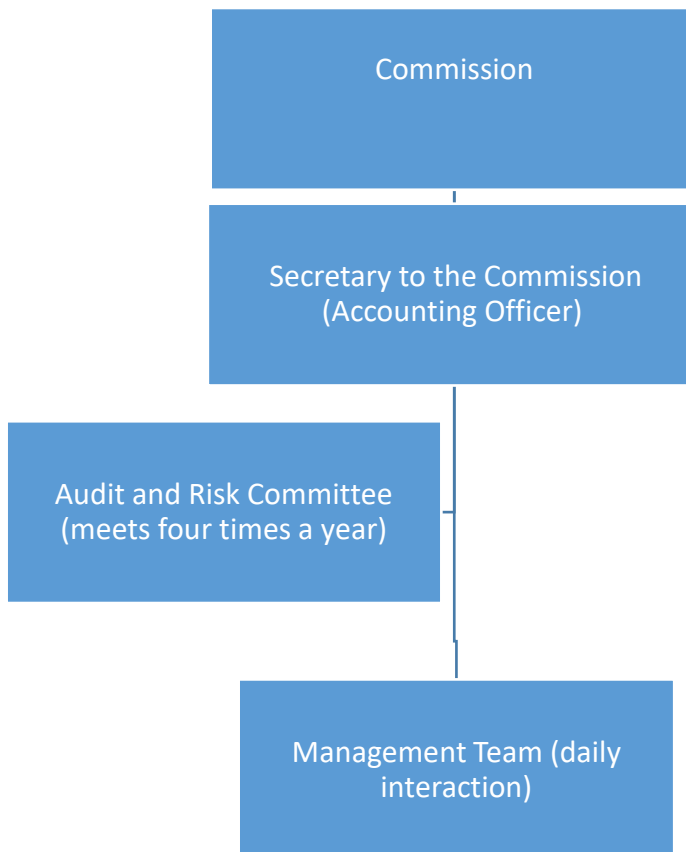 Commission
Secretary to the Commission
(Accounting Officer)
Audit and Risk Committee
(meets four times a year)
Management Team (daily
interaction)